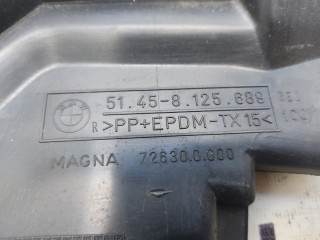 51.45-8.125.689
R >PP+EPDM-TX15<
MAGNA 72630.0.000